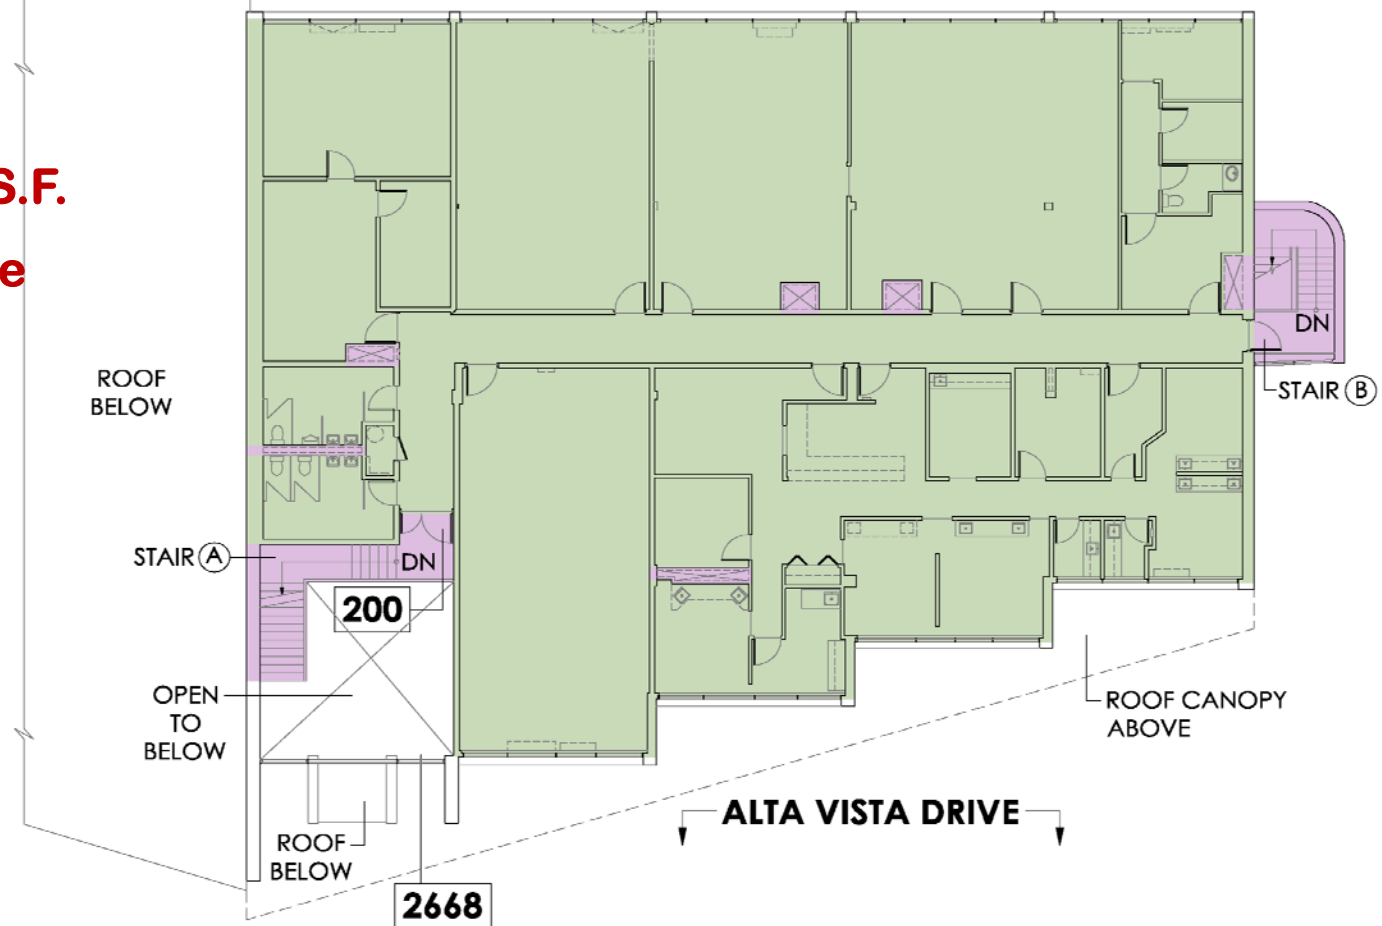 S.F.
e
ROOF
BELOW
DN
STAIR B
STAIR A
DN
200
OPEN
TO
BELOW
ROOF CANOPY
ABOVE
ALTA VISTA DRIVE
ROOF
BELOW
2668